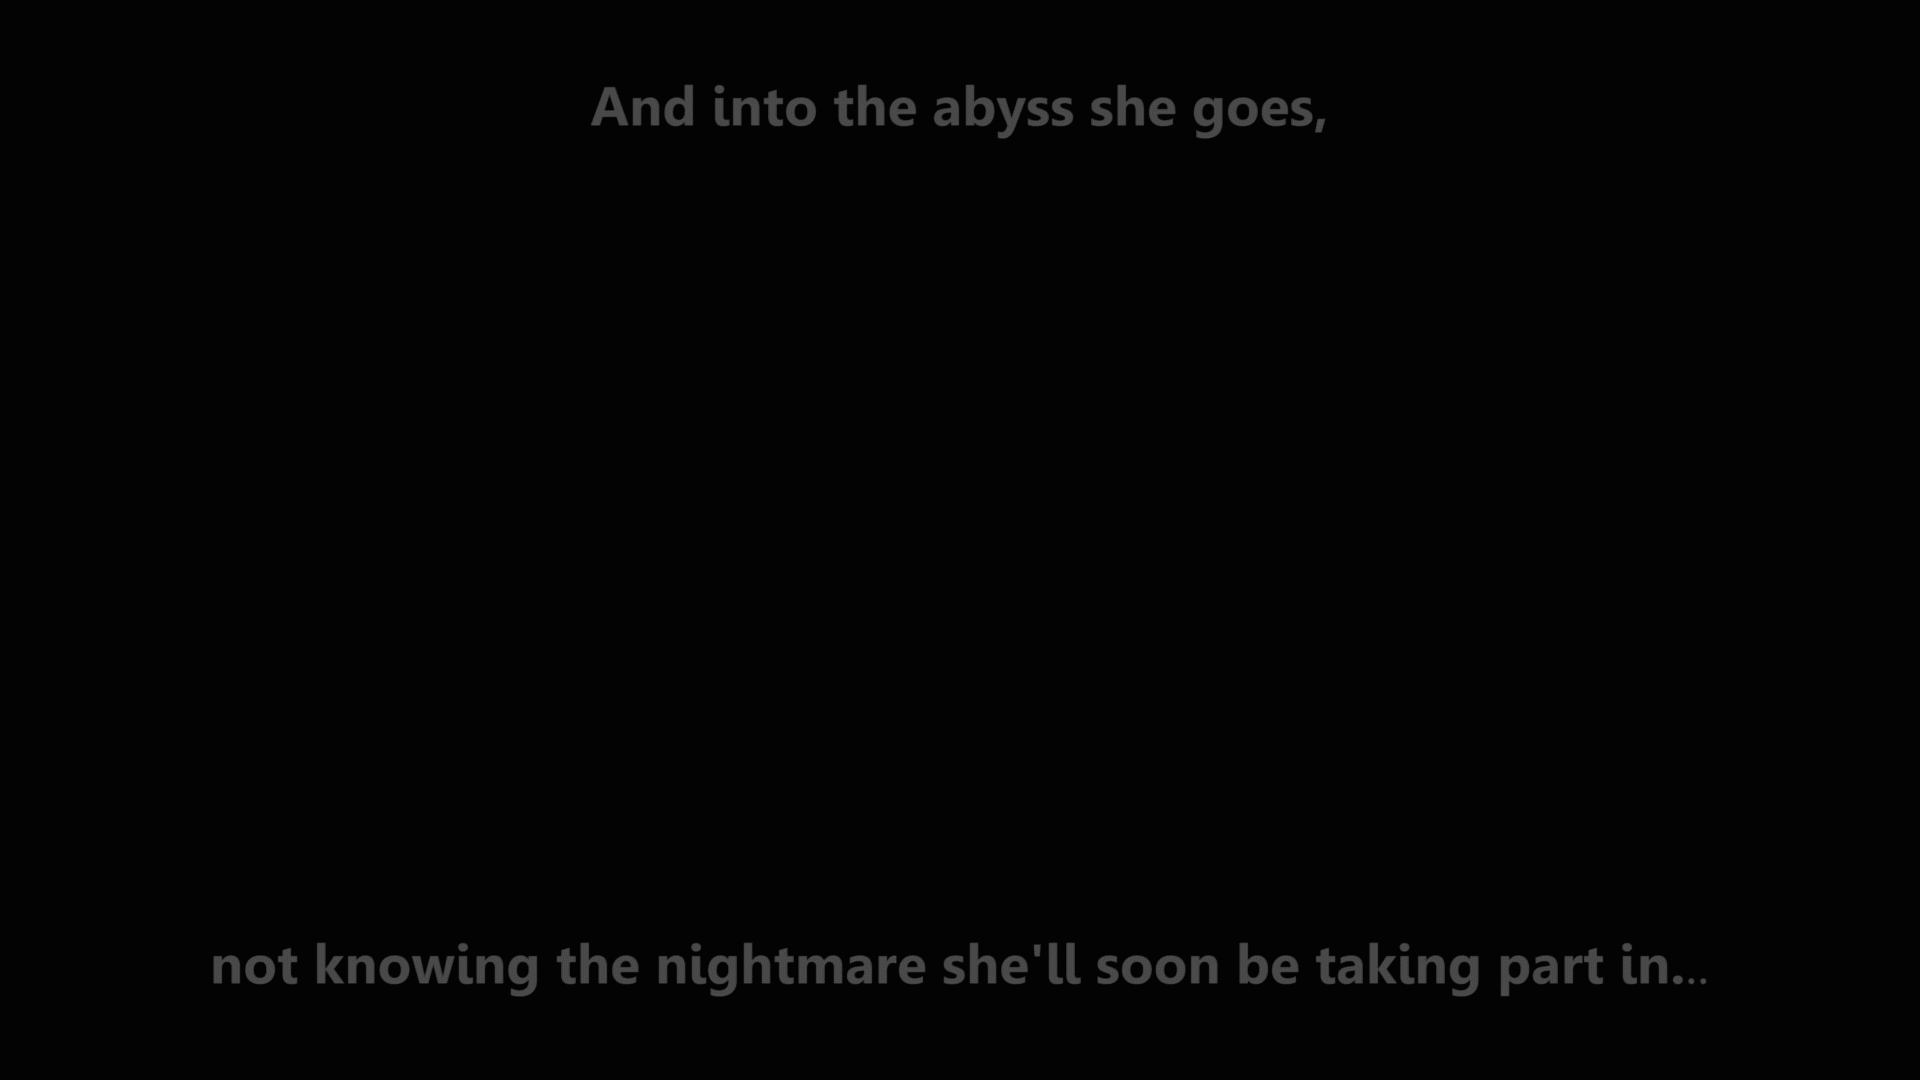 And into the abyss she goes,
not knowing the nightmare she'll soon be taking part in...